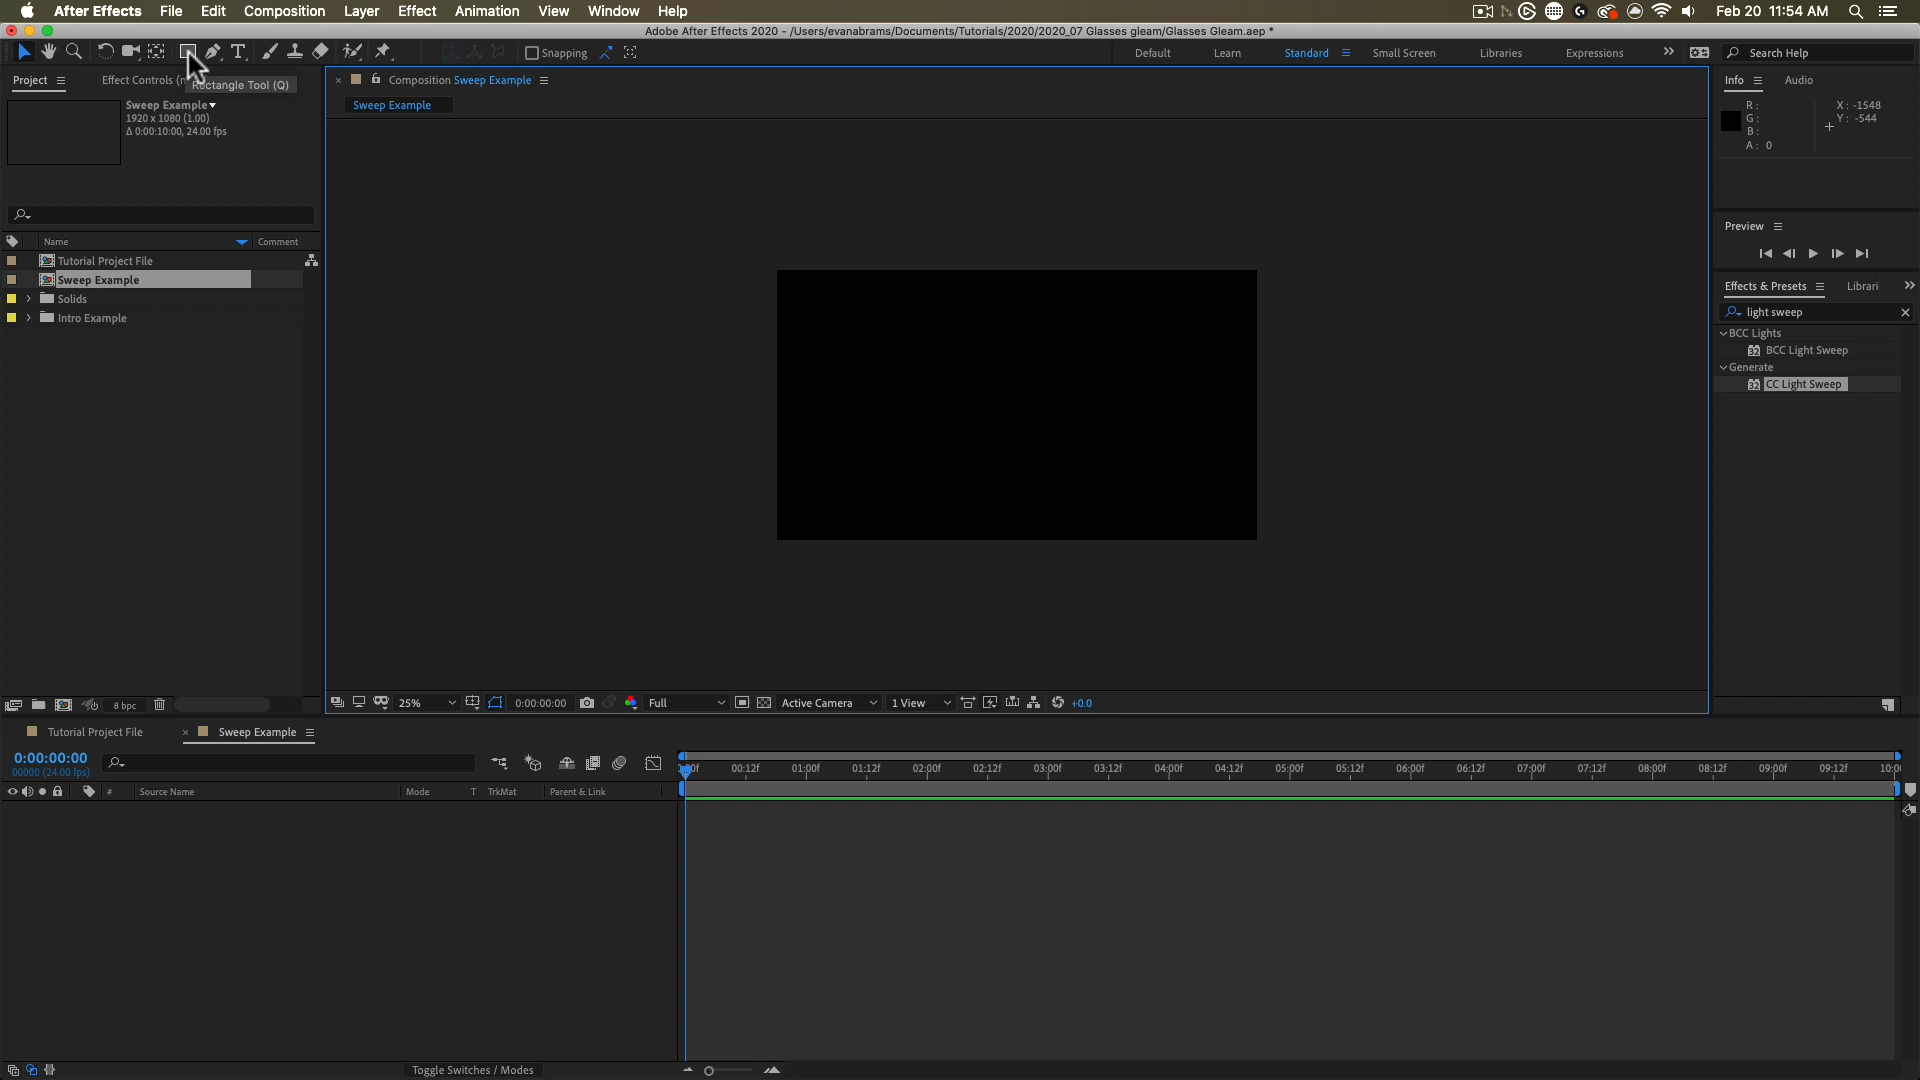 After Effects File Edit Composition Layer Effect Animation View Window Help
Feb 20 11:54 AM
Adobe After Effects 2020 - /Users/evanabrams/Documents/Tutorials/2020/2020_07 Glasses gleam/Glasses Gleam.aep *
Snapping
Default Learn Standard Small Screen Libraries Expressions
Search Help
Project
Effect Controls
Rectangle Tool (Q)
Sweep Example
1920 x 1080 (1.00)
Δ 0:00:10:00, 24.00 fps
Name Comment
Tutorial Project File
Sweep Example
Solids
Intro Example
8 bpc
Composition Sweep Example
Sweep Example
25%
0:00:00:00
Full
Active Camera
1 View
+0.0
Info Audio
R:
G:
B:
A: 0
X: -1548
Y: -544
Preview
Effects & Presets
Librari
light sweep
BCC Lights
BCC Light Sweep
Generate
CC Light Sweep
Tutorial Project File
Sweep Example
0:00:00:00
00000 (24.00 fps)
# Source Name Mode T TrkMat Parent & Link
00:12f 01:00f 01:12f 02:00f 02:12f 03:00f 03:12f 04:00f 04:12f 05:00f 05:12f 06:00f 06:12f 07:00f 07:12f 08:00f 08:12f 09:00f 09:12f
Toggle Switches / Modes